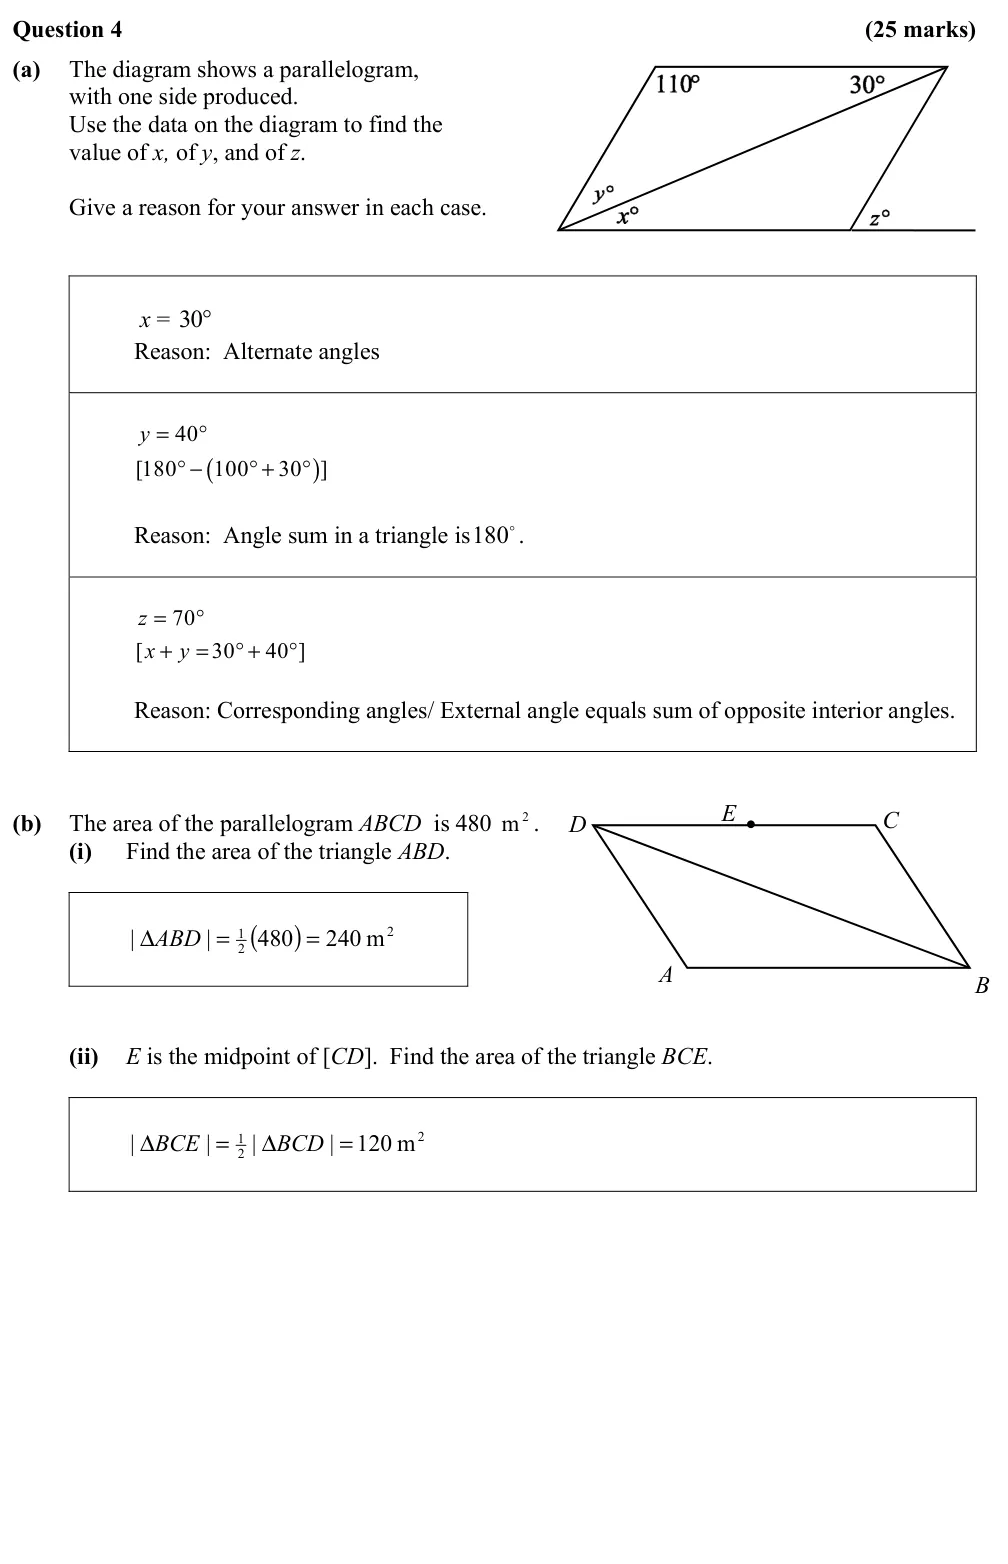 Question 4 (25 marks)
(a) The diagram shows a parallelogram,
with one side produced.
Use the data on the diagram to find the
value of x, of y, and of z.
Give a reason for your answer in each case.
110° 30°
y°
x°
z°
x = 30°
Reason: Alternate angles
y = 40°
[180° − (100° + 30°)]
Reason: Angle sum in a triangle is 180°.
z = 70°
[x + y = 30° + 40°]
Reason: Corresponding angles/ External angle equals sum of opposite interior angles.
(b) The area of the parallelogram ABCD is 480 m².
(i) Find the area of the triangle ABD.
D E C
A B
| ΔABD | = ½(480) = 240 m²
(ii) E is the midpoint of [CD]. Find the area of the triangle BCE.
| ΔBCE | = ½ | ΔBCD | = 120 m²